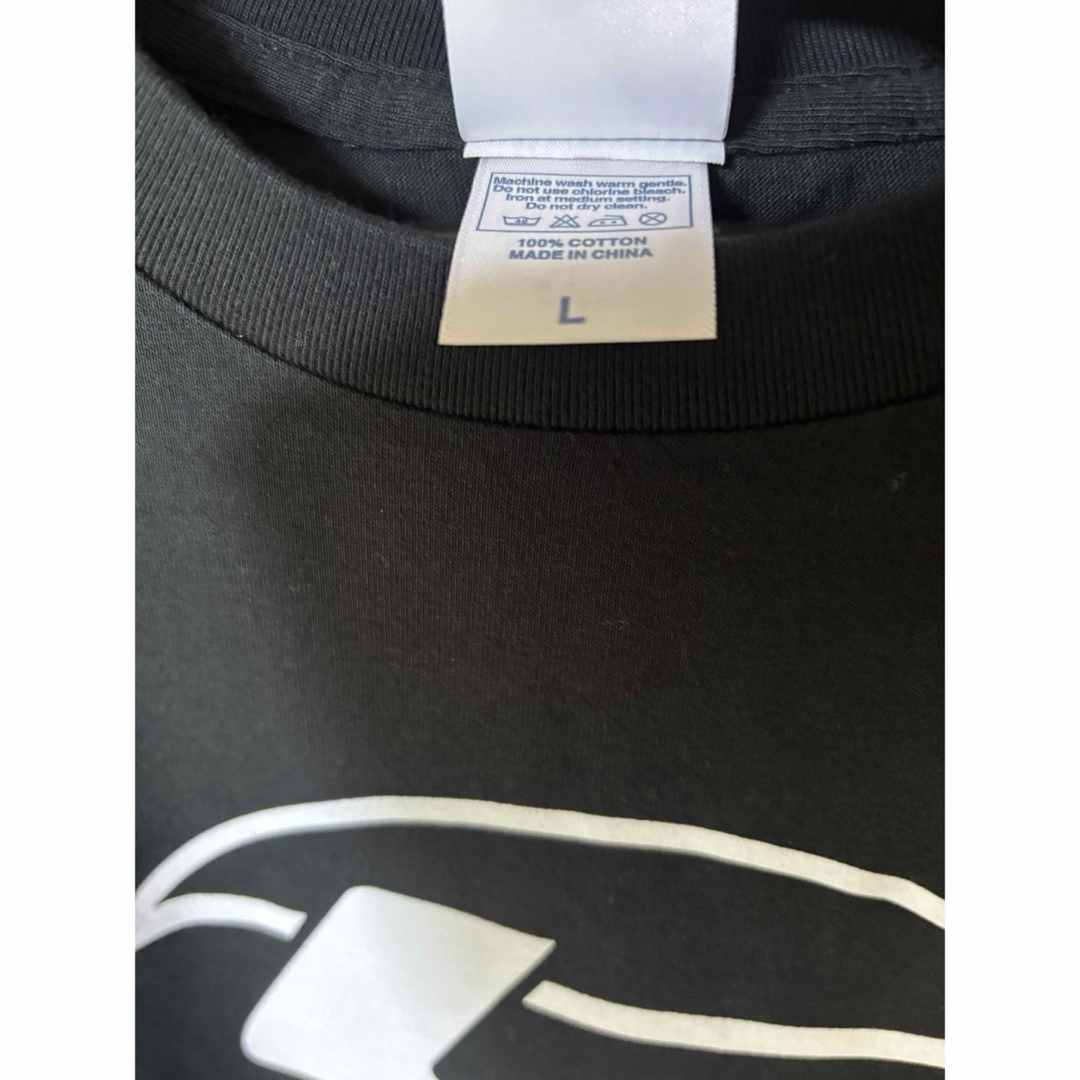 Machine wash warm gentle.
Do not use chlorine bleach.
Iron at medium setting.
Do not dry clean.
40
100% COTTON
MADE IN CHINA
L